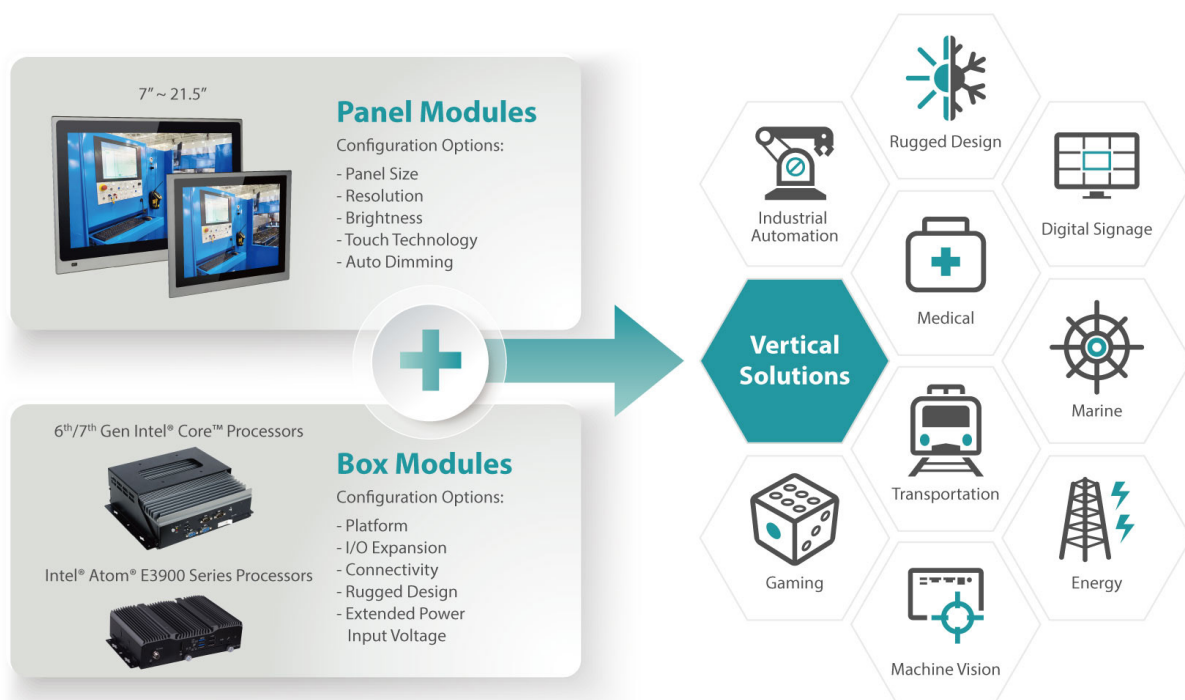 7” ~ 21.5”
Panel Modules
Configuration Options:
- Panel Size
- Resolution
- Brightness
- Touch Technology
- Auto Dimming
6th/7th Gen Intel® Core™ Processors
Intel® Atom® E3900 Series Processors
Box Modules
Configuration Options:
- Platform
- I/O Expansion
- Connectivity
- Rugged Design
- Extended Power
Input Voltage
Vertical
Solutions
Rugged Design
Industrial
Automation
Digital Signage
Medical
Marine
Transportation
Gaming
Energy
Machine Vision